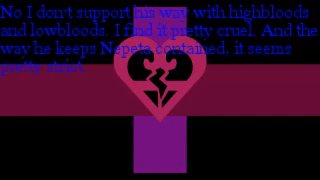 No I don't support his way with highbloods
and lowbloods. I find it pretty cruel. And the
way he keeps Nepeta contained, it seems
pretty strict.